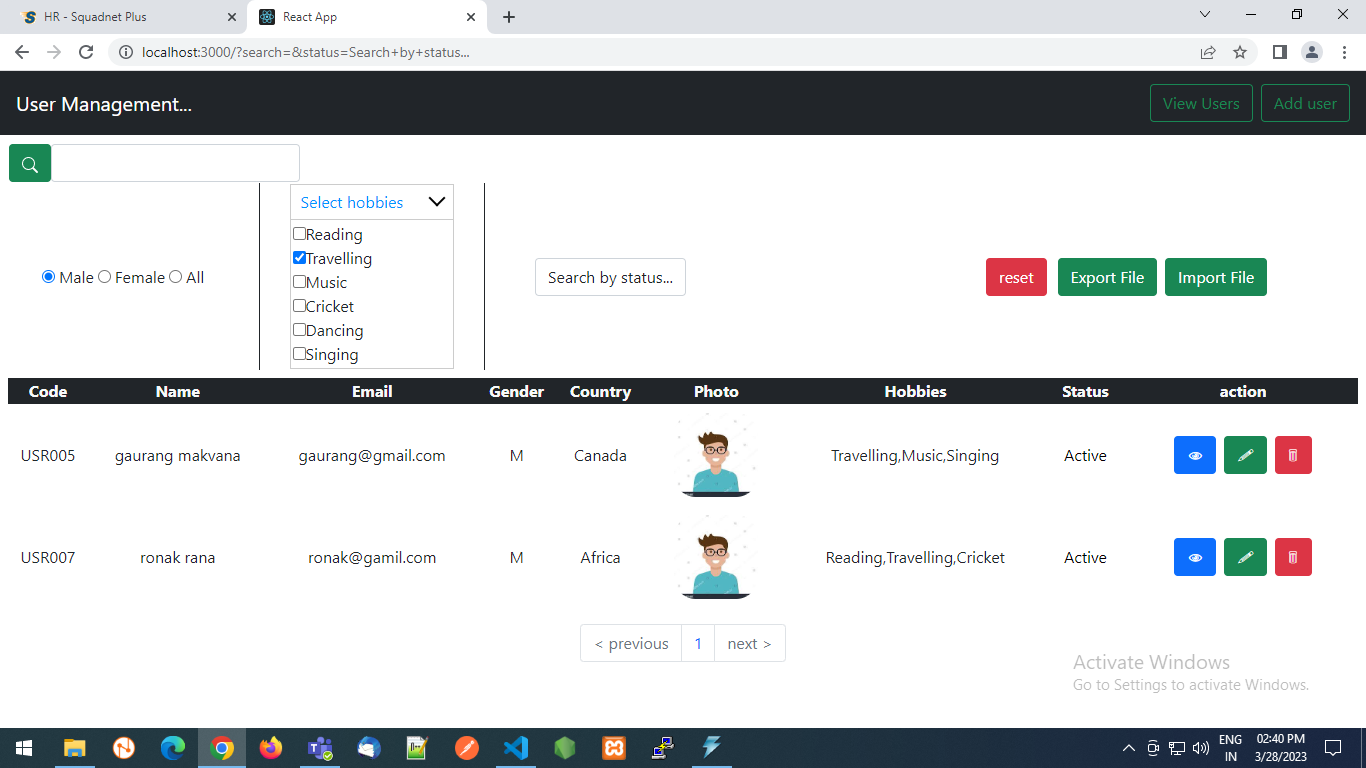 HR - Squadnet Plus
React App
localhost:3000/?search=&status=Search+by+status...
User Management...
View Users
Add user
Select hobbies
Reading
Travelling
Music
Cricket
Dancing
Singing
Male Female All
Search by status...
reset
Export File
Import File
Code Name Email Gender Country Photo Hobbies Status action
USR005 gaurang makvana gaurang@gmail.com M Canada Travelling,Music,Singing Active
USR007 ronak rana ronak@gamil.com M Africa Reading,Travelling,Cricket Active
< previous 1 next >
Activate Windows
Go to Settings to activate Windows.
ENG
IN
02:40 PM
3/28/2023